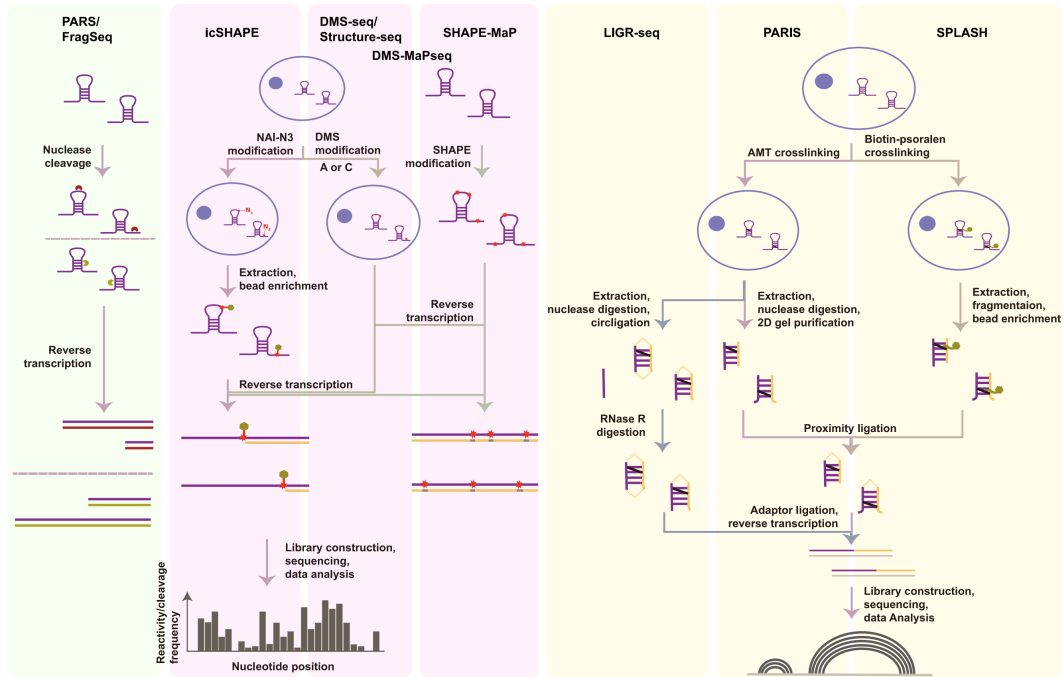 PARS/
FragSeq
icSHAPE
DMS-seq/
Structure-seq
DMS-MaPseq
SHAPE-MaP
LIGR-seq
PARIS
SPLASH
Nuclease
cleavage
NAI-N3
modification
DMS
modification
A or C
SHAPE
modification
AMT crosslinking
Biotin-psoralen
crosslinking
N3
N3
Extraction,
bead enrichment
Reverse
transcription
Reverse
transcription
Reverse transcription
Extraction,
nuclease digestion,
circligation
Extraction,
nuclease digestion,
2D gel purification
Extraction,
fragmentaion,
bead enrichment
RNase R
digestion
Proximity ligation
Adaptor ligation,
reverse transcription
Library construction,
sequencing,
data analysis
Reactivity/cleavage
frequency
Nucleotide position
Library construction,
sequencing,
data Analysis